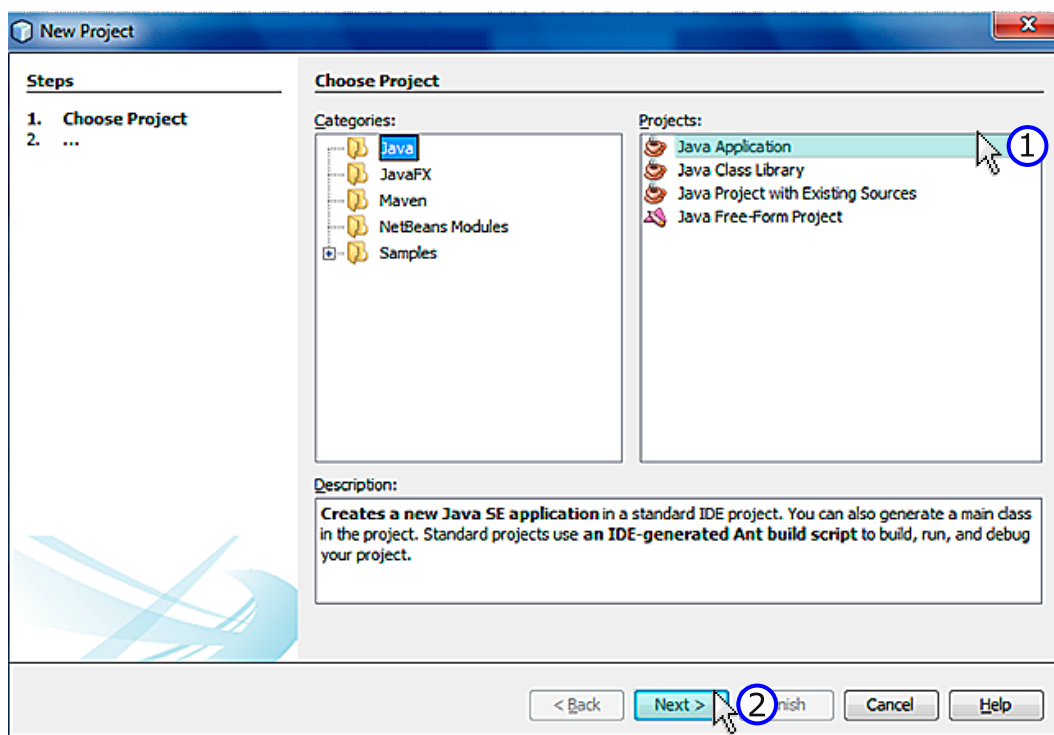 New Project
Steps
1. Choose Project
2. ...
Choose Project
Categories:
Java
JavaFX
Maven
NetBeans Modules
Samples
Projects:
Java Application
Java Class Library
Java Project with Existing Sources
Java Free-Form Project
1
Description:
Creates a new Java SE application in a standard IDE project. You can also generate a main class
in the project. Standard projects use an IDE-generated Ant build script to build, run, and debug
your project.
< Back
Next >
2
nish
Cancel
Help